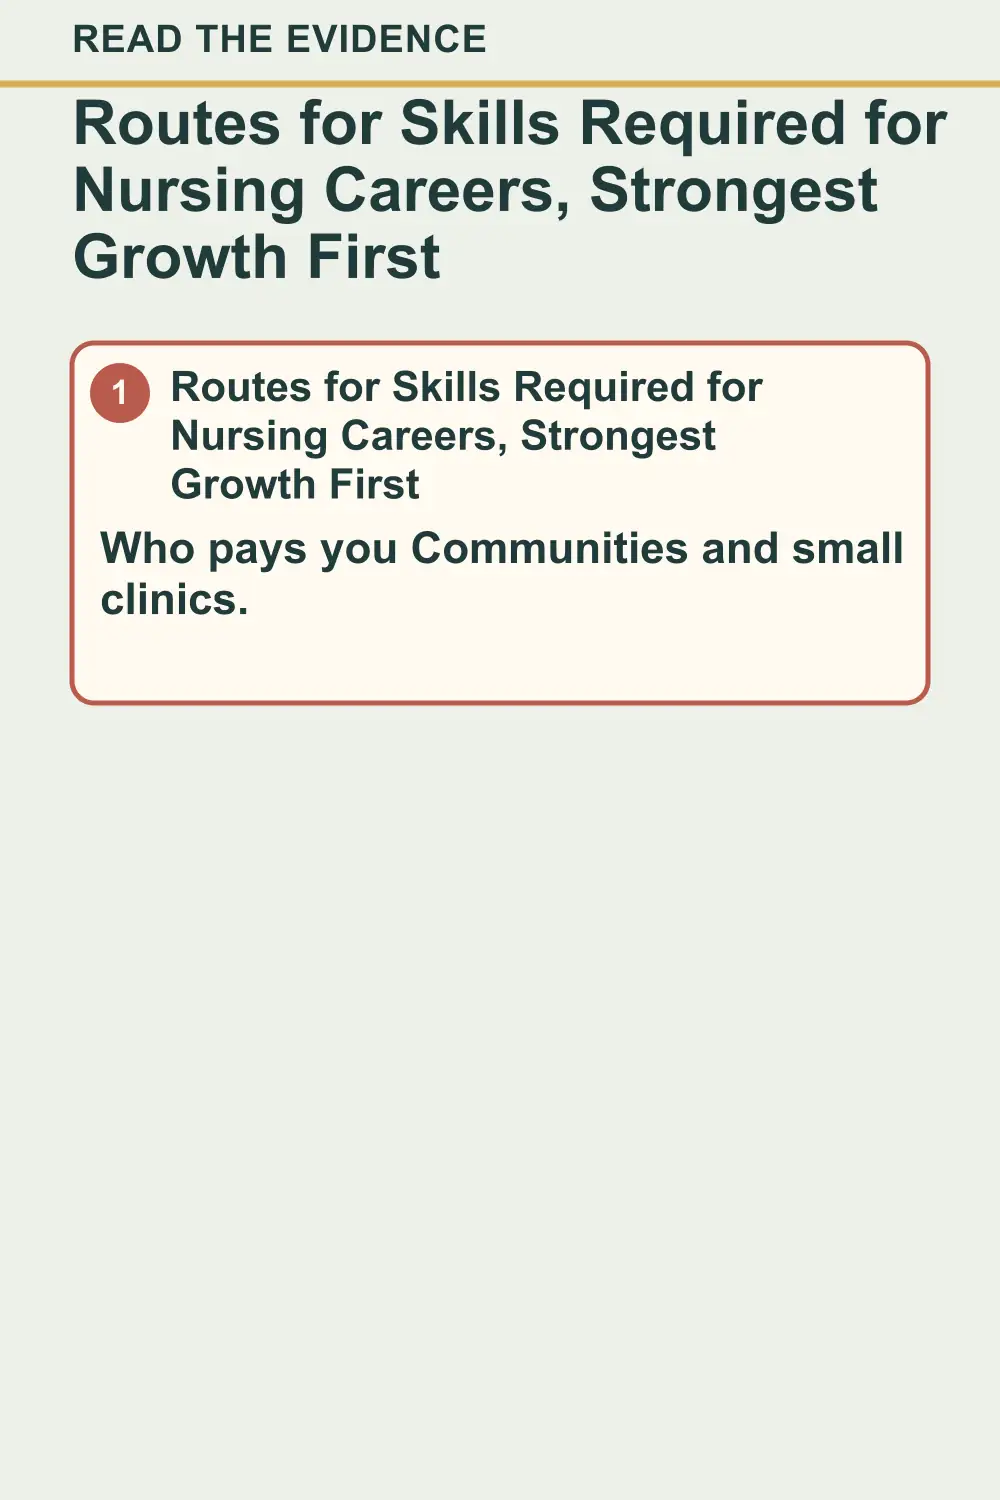 READ THE EVIDENCE
Routes for Skills Required for
Nursing Careers, Strongest
Growth First
1
Routes for Skills Required for
Nursing Careers, Strongest
Growth First
Who pays you Communities and small
clinics.